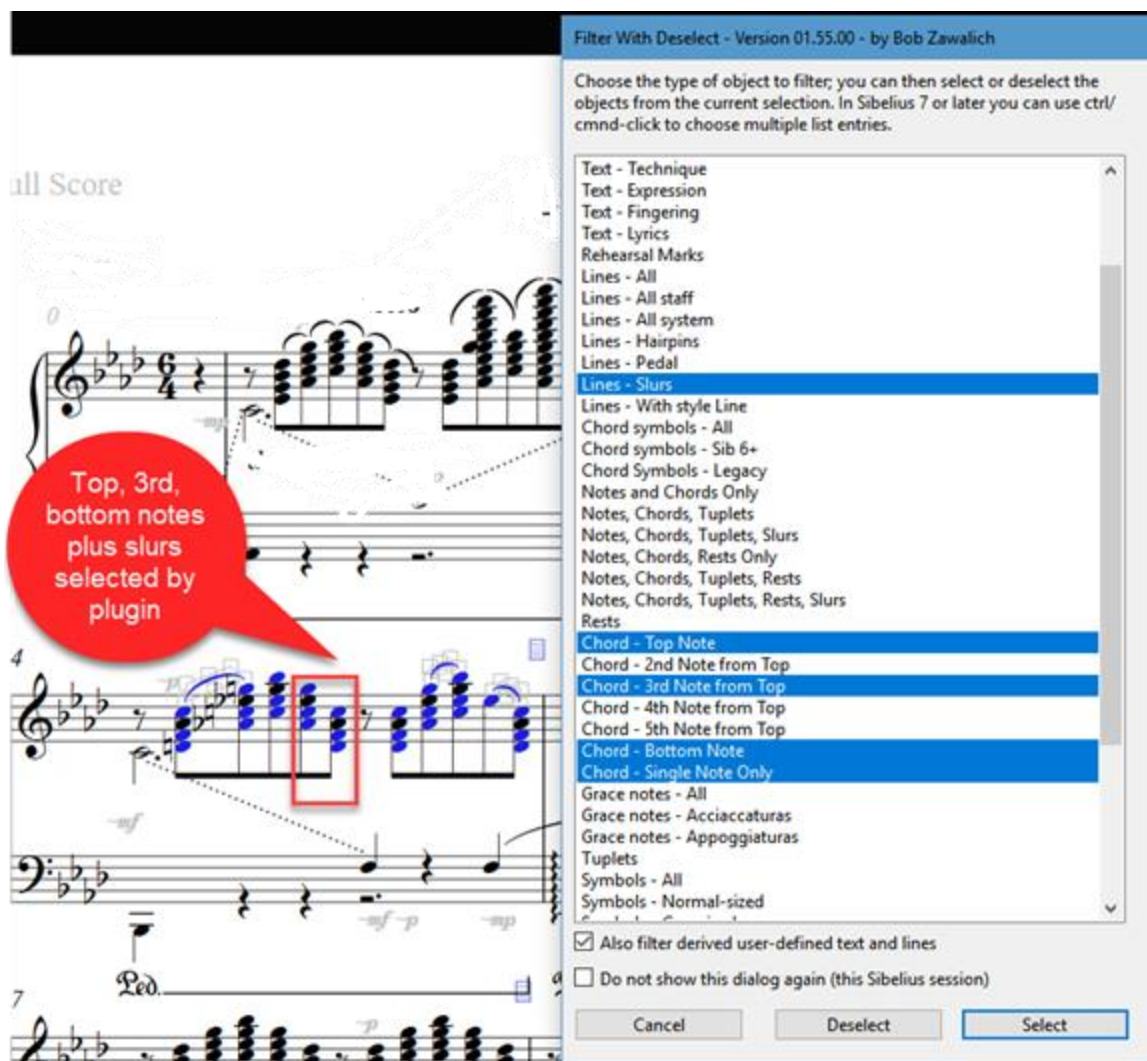 Filter With Deselect - Version 01.55.00 - by Bob Zawalich
Choose the type of object to filter; you can then select or deselect the
objects from the current selection. In Sibelius 7 or later you can use ctrl/
cmnd-click to choose multiple list entries.
Text - Technique
Text - Expression
Text - Fingering
Text - Lyrics
Rehearsal Marks
Lines - All
Lines - All staff
Lines - All system
Lines - Hairpins
Lines - Pedal
Lines - Slurs
Lines - With style Line
Chord symbols - All
Chord symbols - Sib 6+
Chord Symbols - Legacy
Notes and Chords Only
Notes, Chords, Tuplets
Notes, Chords, Tuplets, Slurs
Notes, Chords, Rests Only
Notes, Chords, Tuplets, Rests
Notes, Chords, Tuplets, Rests, Slurs
Rests
Chord - Top Note
Chord - 2nd Note from Top
Chord - 3rd Note from Top
Chord - 4th Note from Top
Chord - 5th Note from Top
Chord - Bottom Note
Chord - Single Note Only
Grace notes - All
Grace notes - Acciaccaturas
Grace notes - Appoggiaturas
Tuplets
Symbols - All
Symbols - Normal-sized
Also filter derived user-defined text and lines
Do not show this dialog again (this Sibelius session)
Cancel
Deselect
Select
ull Score
0
6
4
mp
Top, 3rd,
bottom notes
plus slurs
selected by
plugin
4
p
mf
mf p
mp
Ped.
7
p